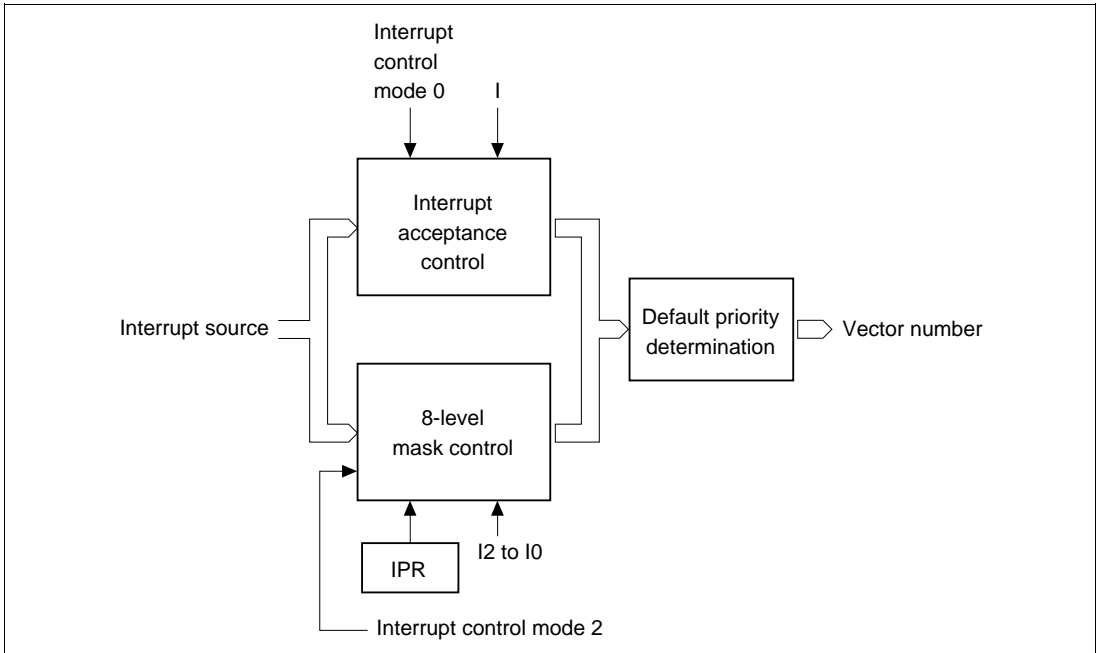 Interrupt
control
mode 0
I
Interrupt
acceptance
control
Interrupt source
Default priority
determination
Vector number
8-level
mask control
IPR
I2 to I0
Interrupt control mode 2